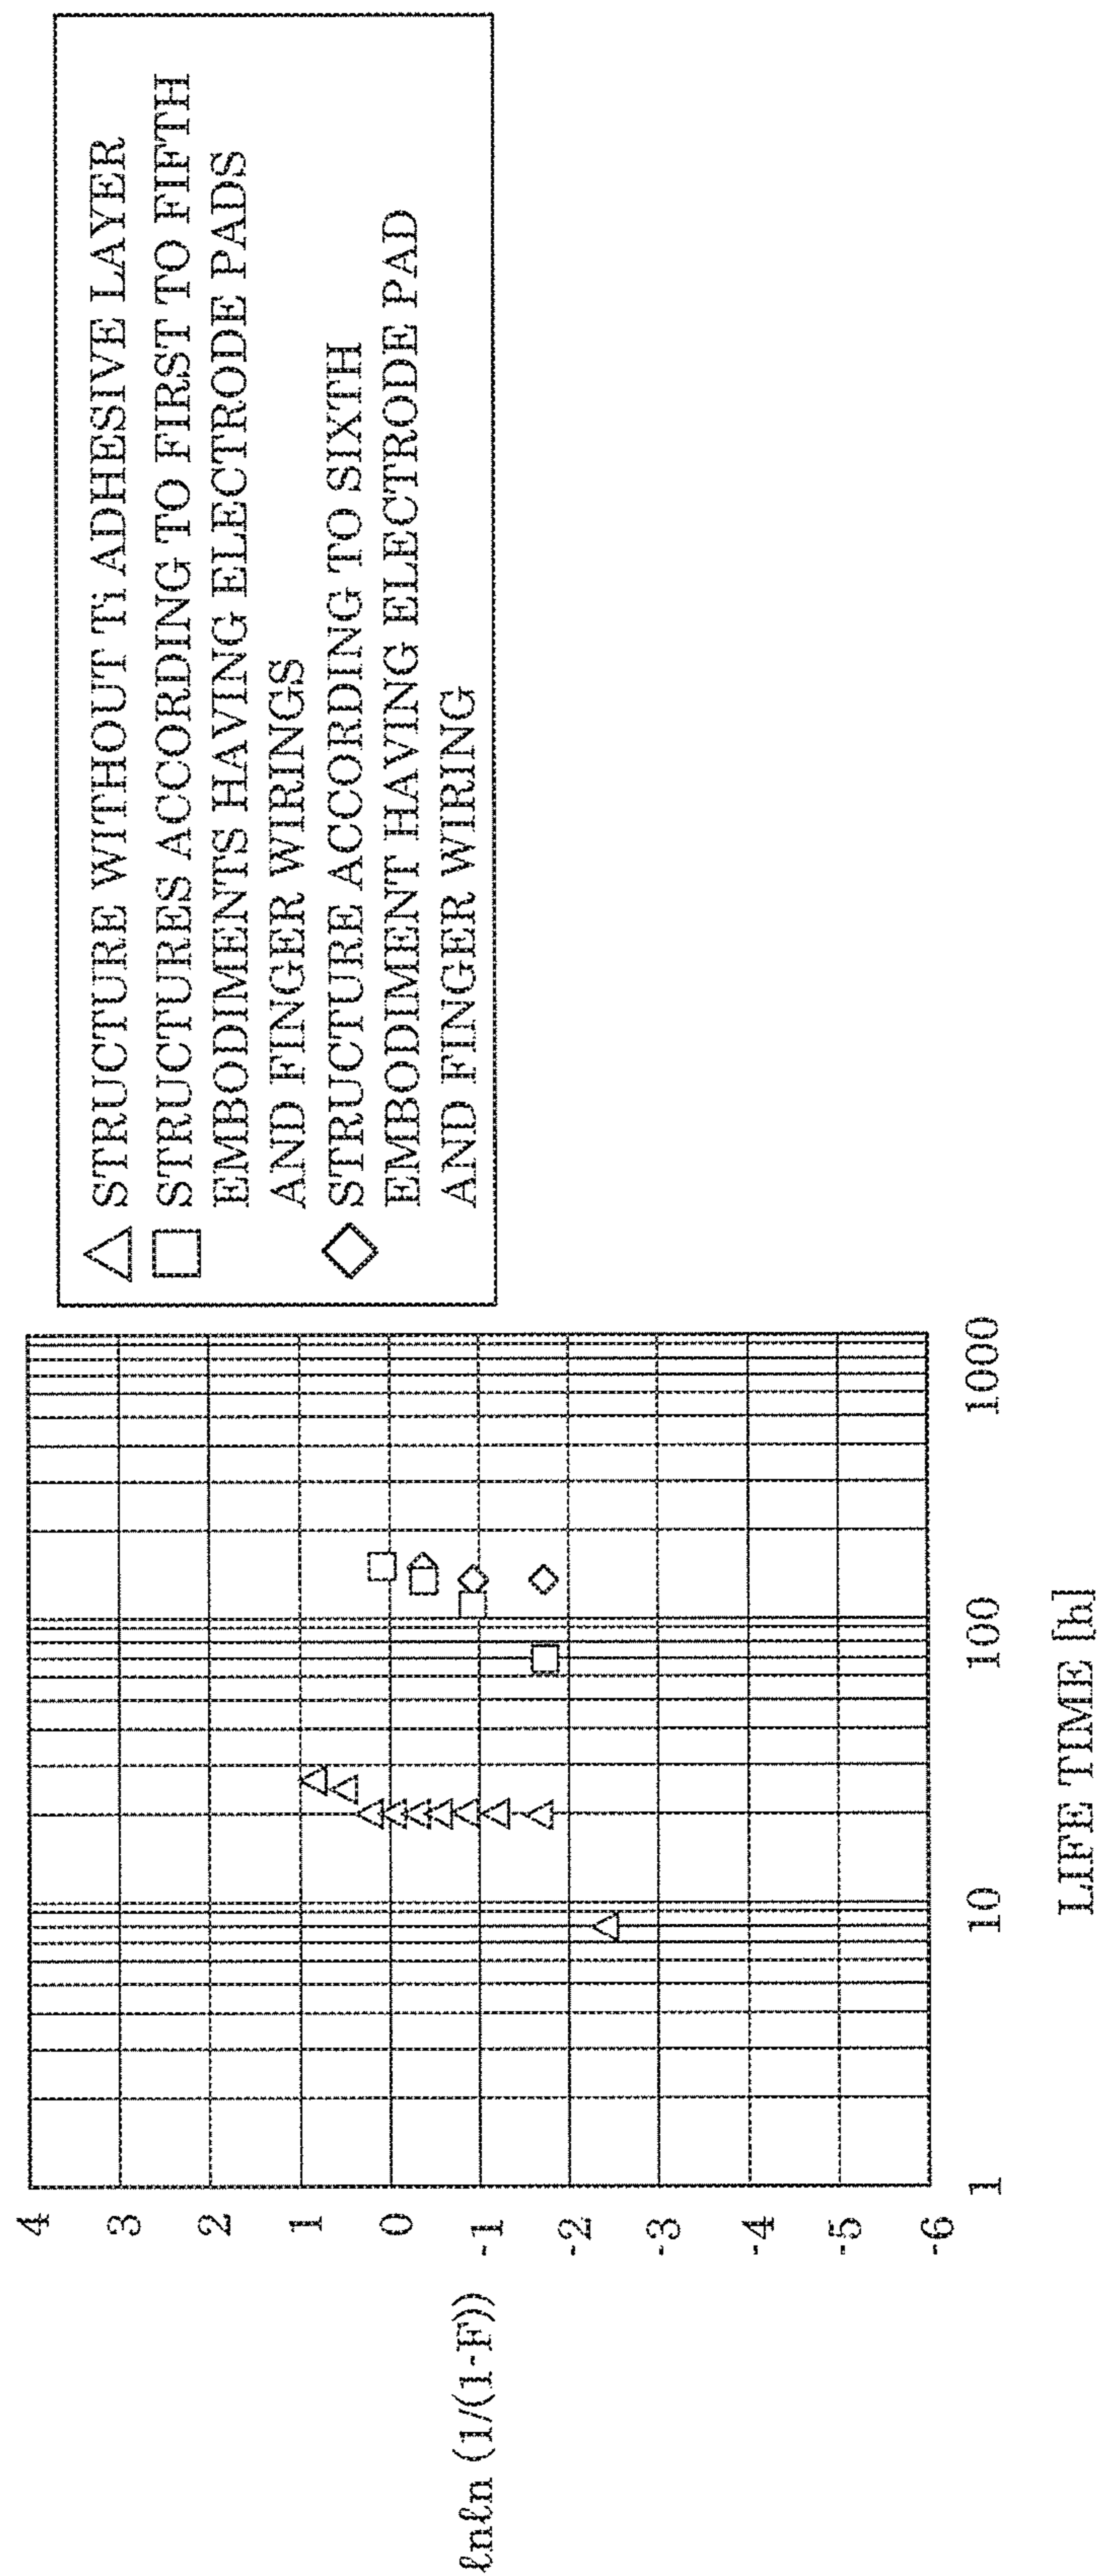 lnln (1/(1-F))
4
3
2
1
0
-1
-2
-3
-4
-5
-6
1
10
100
1000
LIFE TIME [h]
STRUCTURE WITHOUT Ti ADHESIVE LAYER
STRUCTURES ACCORDING TO FIRST TO FIFTH
EMBODIMENTS HAVING ELECTRODE PADS
AND FINGER WIRINGS
STRUCTURE ACCORDING TO SIXTH
EMBODIMENT HAVING ELECTRODE PAD
AND FINGER WIRING